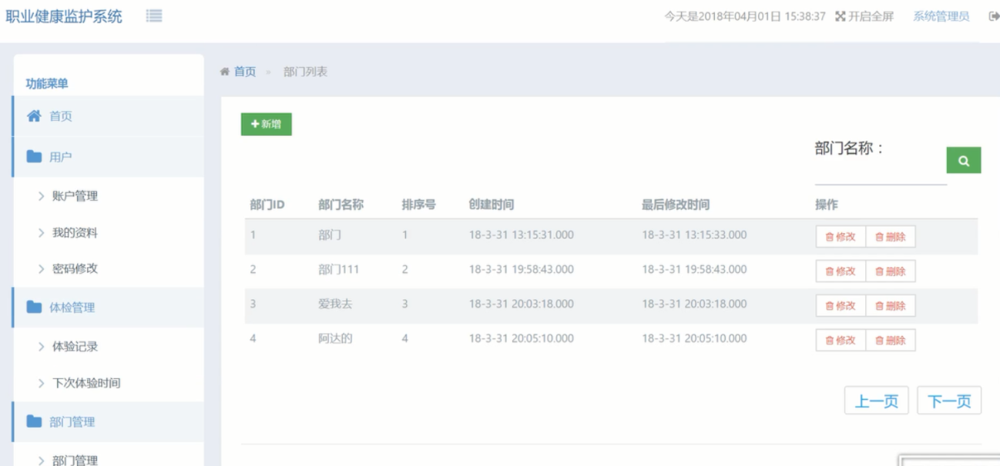 职业健康监护系统 今天是2018年04月01日 15:38:37 开启全屏 系统管理员
功能菜单
首页
用户
账户管理
我的资料
密码修改
体检管理
体验记录
下次体验时间
部门管理
部门管理
首页 » 部门列表
+新增
部门名称：
部门ID 部门名称 排序号 创建时间 最后修改时间 操作
1 部门 1 18-3-31 13:15:31.000 18-3-31 13:15:33.000 修改 删除
2 部门111 2 18-3-31 19:58:43.000 18-3-31 19:58:43.000 修改 删除
3 爱我去 3 18-3-31 20:03:18.000 18-3-31 20:03:18.000 修改 删除
4 阿达的 4 18-3-31 20:05:10.000 18-3-31 20:05:10.000 修改 删除
上一页 下一页